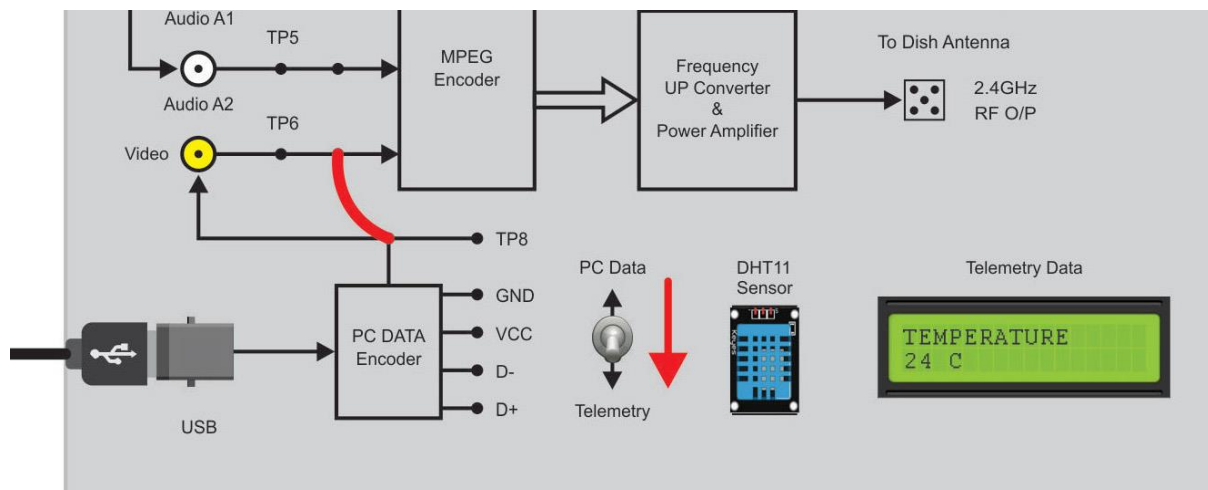 Audio A1
TP5
Audio A2
TP6
Video
MPEG
Encoder
Frequency
UP Converter
&
Power Amplifier
To Dish Antenna
2.4GHz
RF O/P
TP8
GND
VCC
D-
D+
PC DATA
Encoder
USB
PC Data
Telemetry
DHT11
Sensor
Keyes
Telemetry Data
TEMPERATURE
24 C